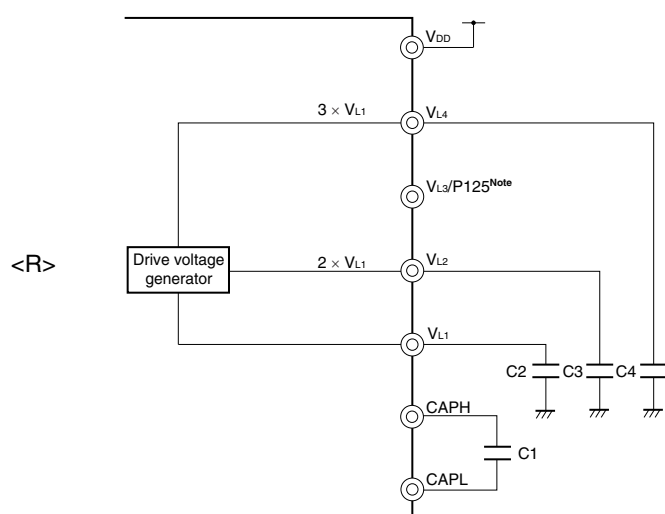 VDD
3 × VL1
VL4
VL3/P125Note
<R>
Drive voltage
generator
2 × VL1
VL2
VL1
C2
C3
C4
CAPH
C1
CAPL